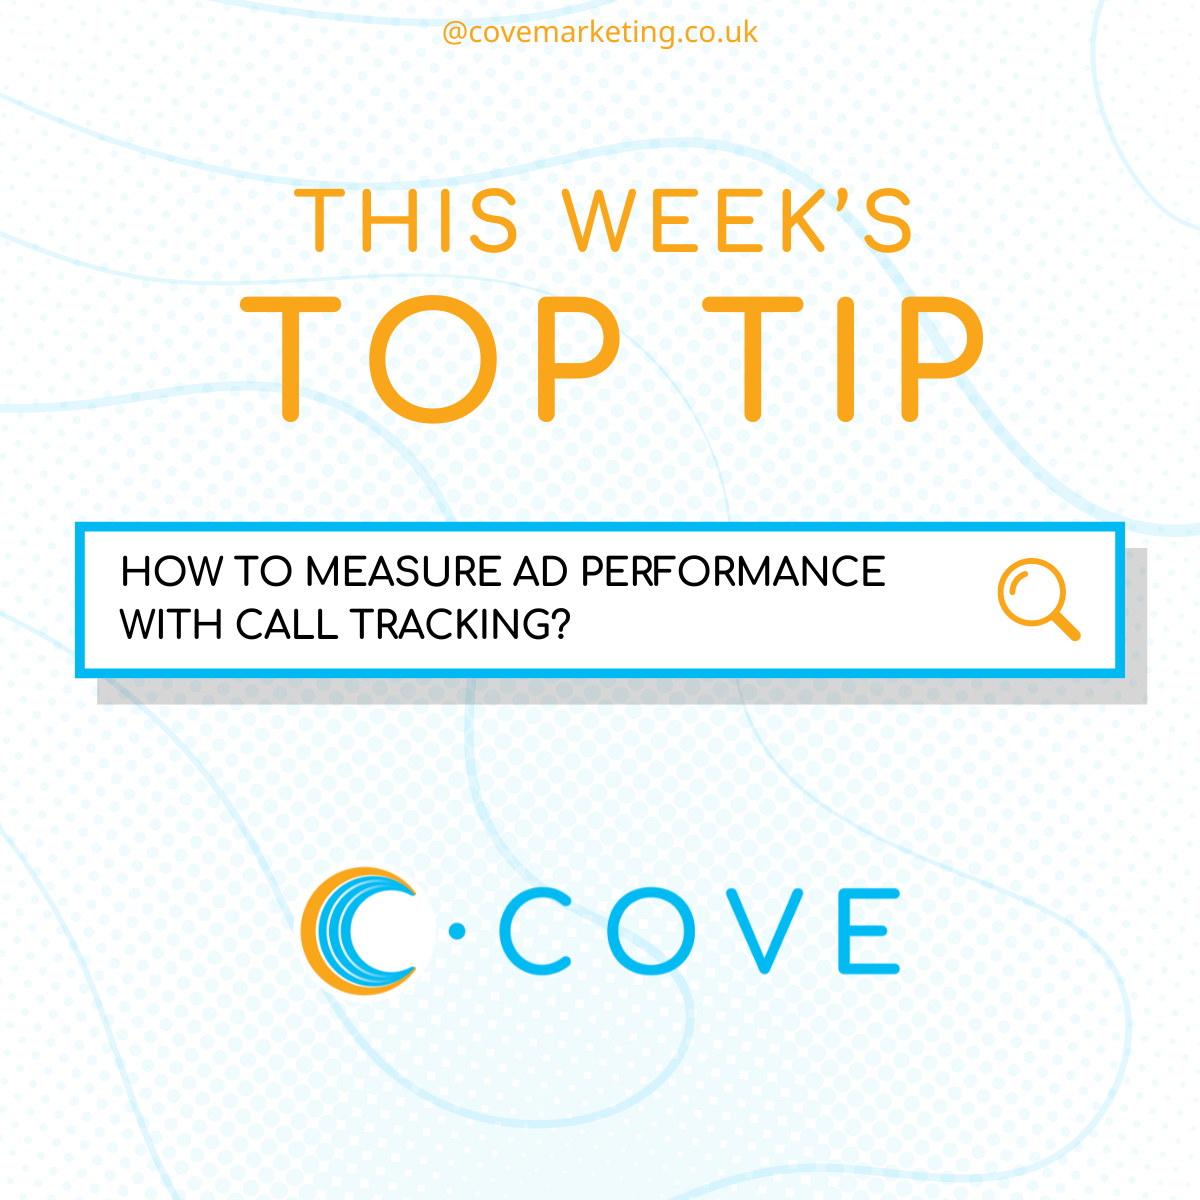 @covemarketing.co.uk
THIS WEEK’S
TOP TIP
HOW TO MEASURE AD PERFORMANCE
WITH CALL TRACKING?
COVE